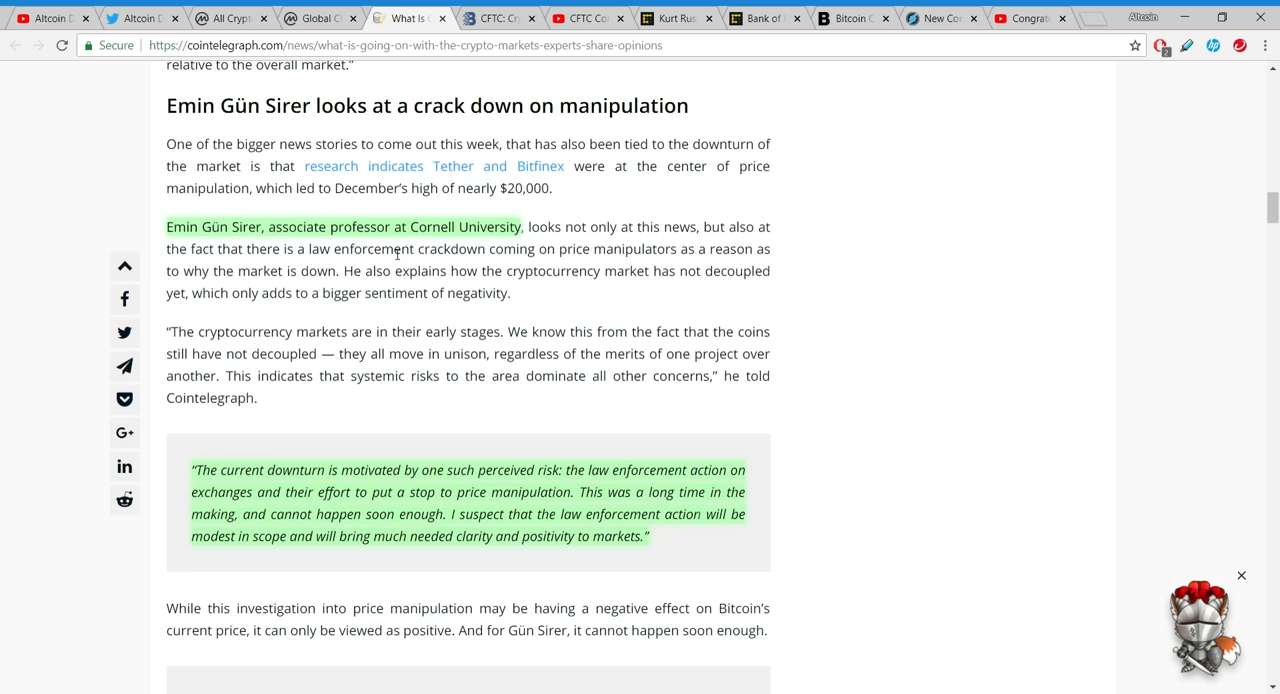 Altcoin D
Altcoin D
All Crypt
Global C
What Is
CFTC: C
CFTC Co
Kurt Rus
Bank of
Bitcoin
New Co
Congrat
Altcoin
Secure
https://cointelegraph.com/news/what-is-going-on-with-the-crypto-markets-experts-share-opinions
2
relative to the overall market."
Emin Gün Sirer looks at a crack down on manipulation
One of the bigger news stories to come out this week, that has also been tied to the downturn of
the market is that research indicates Tether and Bitfinex were at the center of price
manipulation, which led to December's high of nearly $20,000.
Emin Gün Sirer, associate professor at Cornell University, looks not only at this news, but also at
the fact that there is a law enforcement crackdown coming on price manipulators as a reason as
to why the market is down. He also explains how the cryptocurrency market has not decoupled
yet, which only adds to a bigger sentiment of negativity.
"The cryptocurrency markets are in their early stages. We know this from the fact that the coins
still have not decoupled — they all move in unison, regardless of the merits of one project over
another. This indicates that systemic risks to the area dominate all other concerns," he told
Cointelegraph.
"The current downturn is motivated by one such perceived risk: the law enforcement action on
exchanges and their effort to put a stop to price manipulation. This was a long time in the
making, and cannot happen soon enough. I suspect that the law enforcement action will be
modest in scope and will bring much needed clarity and positivity to markets."
While this investigation into price manipulation may be having a negative effect on Bitcoin's
current price, it can only be viewed as positive. And for Gün Sirer, it cannot happen soon enough.